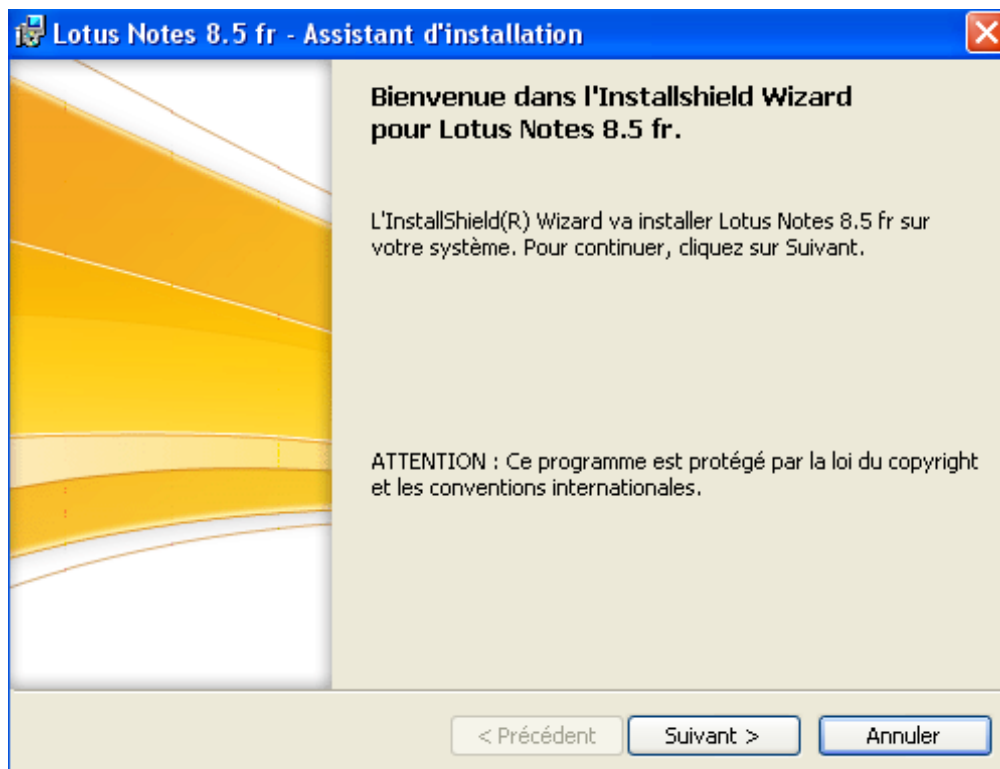 Lotus Notes 8.5 fr - Assistant d'installation
Bienvenue dans l'Installshield Wizard
pour Lotus Notes 8.5 fr.
L'InstallShield(R) Wizard va installer Lotus Notes 8.5 fr sur
votre système. Pour continuer, cliquez sur Suivant.
ATTENTION : Ce programme est protégé par la loi du copyright
et les conventions internationales.
< Précédent Suivant > Annuler